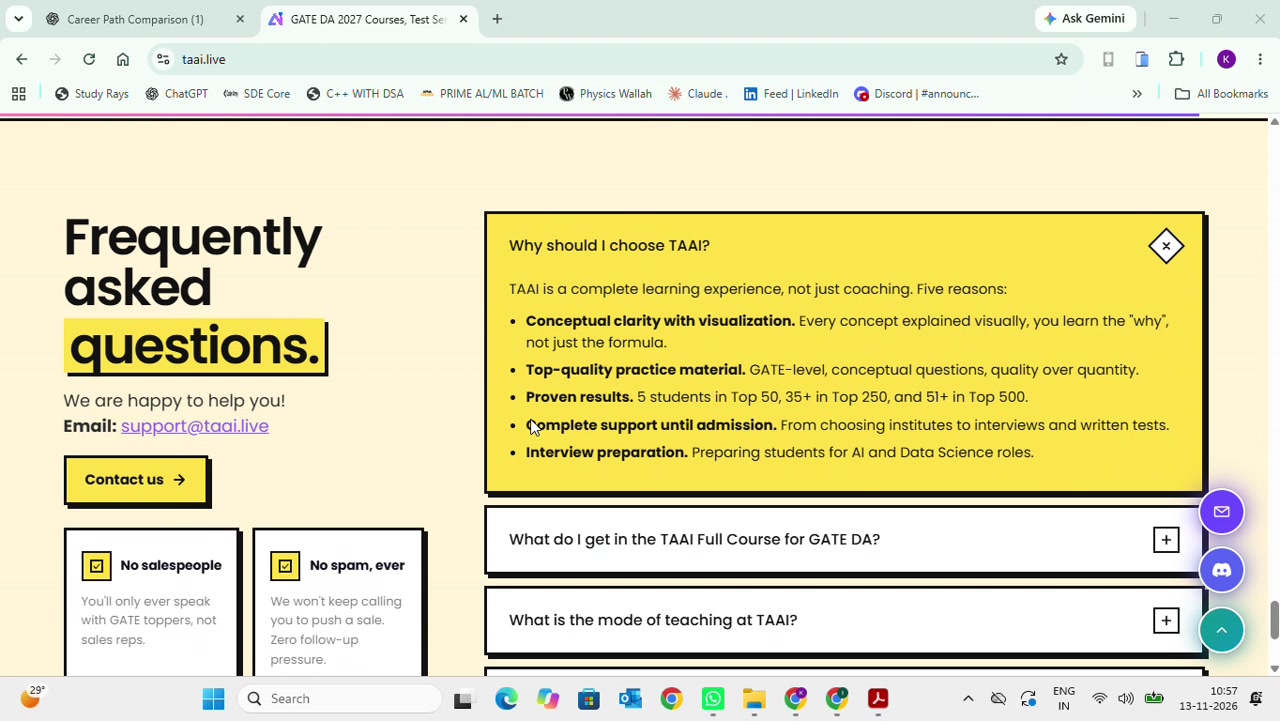 Career Path Comparison (1)
GATE DA 2027 Courses, Test Se
Ask Gemini
taai.live
K
Study Rays
ChatGPT
SDE Core
C++ WITH DSA
PRIME AL/ML BATCH
Physics Wallah
Claude .
Feed | LinkedIn
Discord | #announc...
All Bookmarks
Frequently
asked
questions.
We are happy to help you!
Email: support@taai.live
Contact us →
No salespeople
You'll only ever speak
with GATE toppers, not
sales reps.
No spam, ever
We won't keep calling
you to push a sale.
Zero follow-up
pressure.
Why should I choose TAAI?
TAAI is a complete learning experience, not just coaching. Five reasons:
• Conceptual clarity with visualization. Every concept explained visually, you learn the "why",
not just the formula.
• Top-quality practice material. GATE-level, conceptual questions, quality over quantity.
• Proven results. 5 students in Top 50, 35+ in Top 250, and 51+ in Top 500.
• Complete support until admission. From choosing institutes to interviews and written tests.
• Interview preparation. Preparing students for AI and Data Science roles.
What do I get in the TAAI Full Course for GATE DA?
What is the mode of teaching at TAAI?
29°
Search
ENG
IN
10:57
13-11-2026